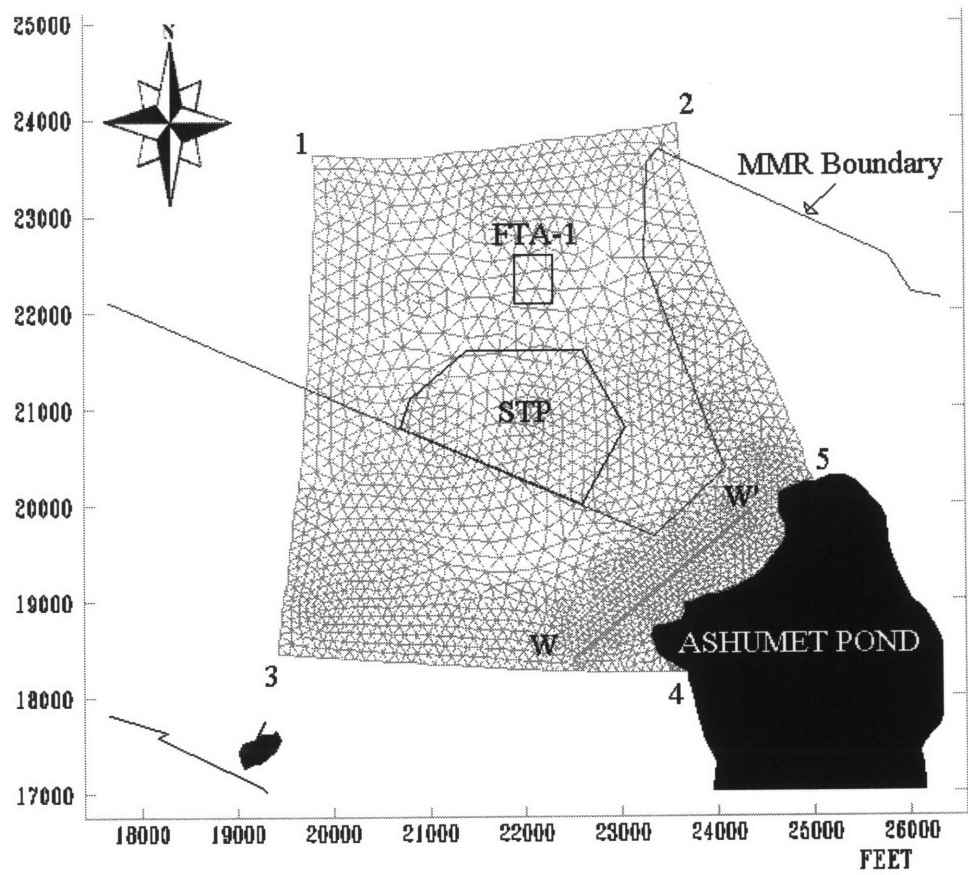 25000
N
24000
1
2
MMR Boundary
23000
FTA-1
22000
21000
STP
5
20000
W'
19000
W
ASHUMET POND
3
4
18000
17000
18000 19000 20000 21000 22000 23000 24000 25000 26000
FEET